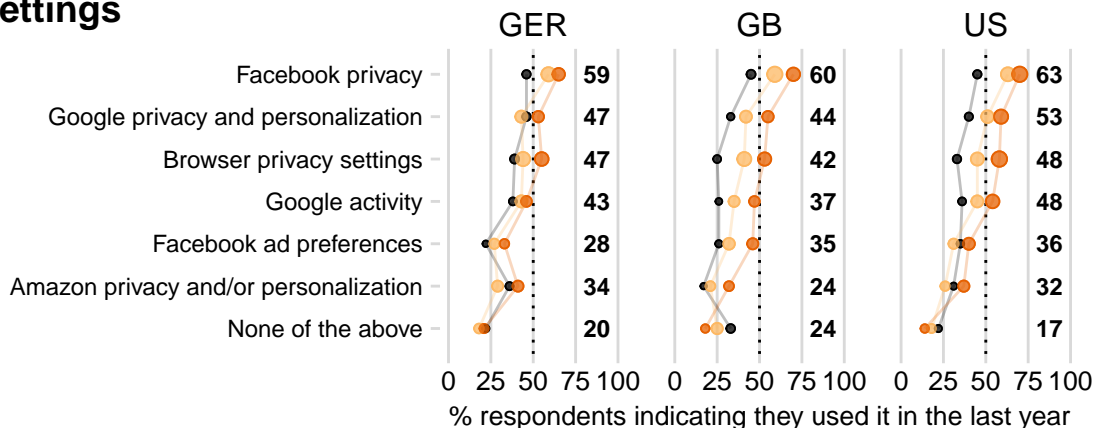 ettings
GER GB US
Facebook privacy 59 60 63
Google privacy and personalization 47 44 53
Browser privacy settings 47 42 48
Google activity 43 37 48
Facebook ad preferences 28 35 36
Amazon privacy and/or personalization 34 24 32
None of the above 20 24 17
0 25 50 75 100 0 25 50 75 100 0 25 50 75 100
% respondents indicating they used it in the last year